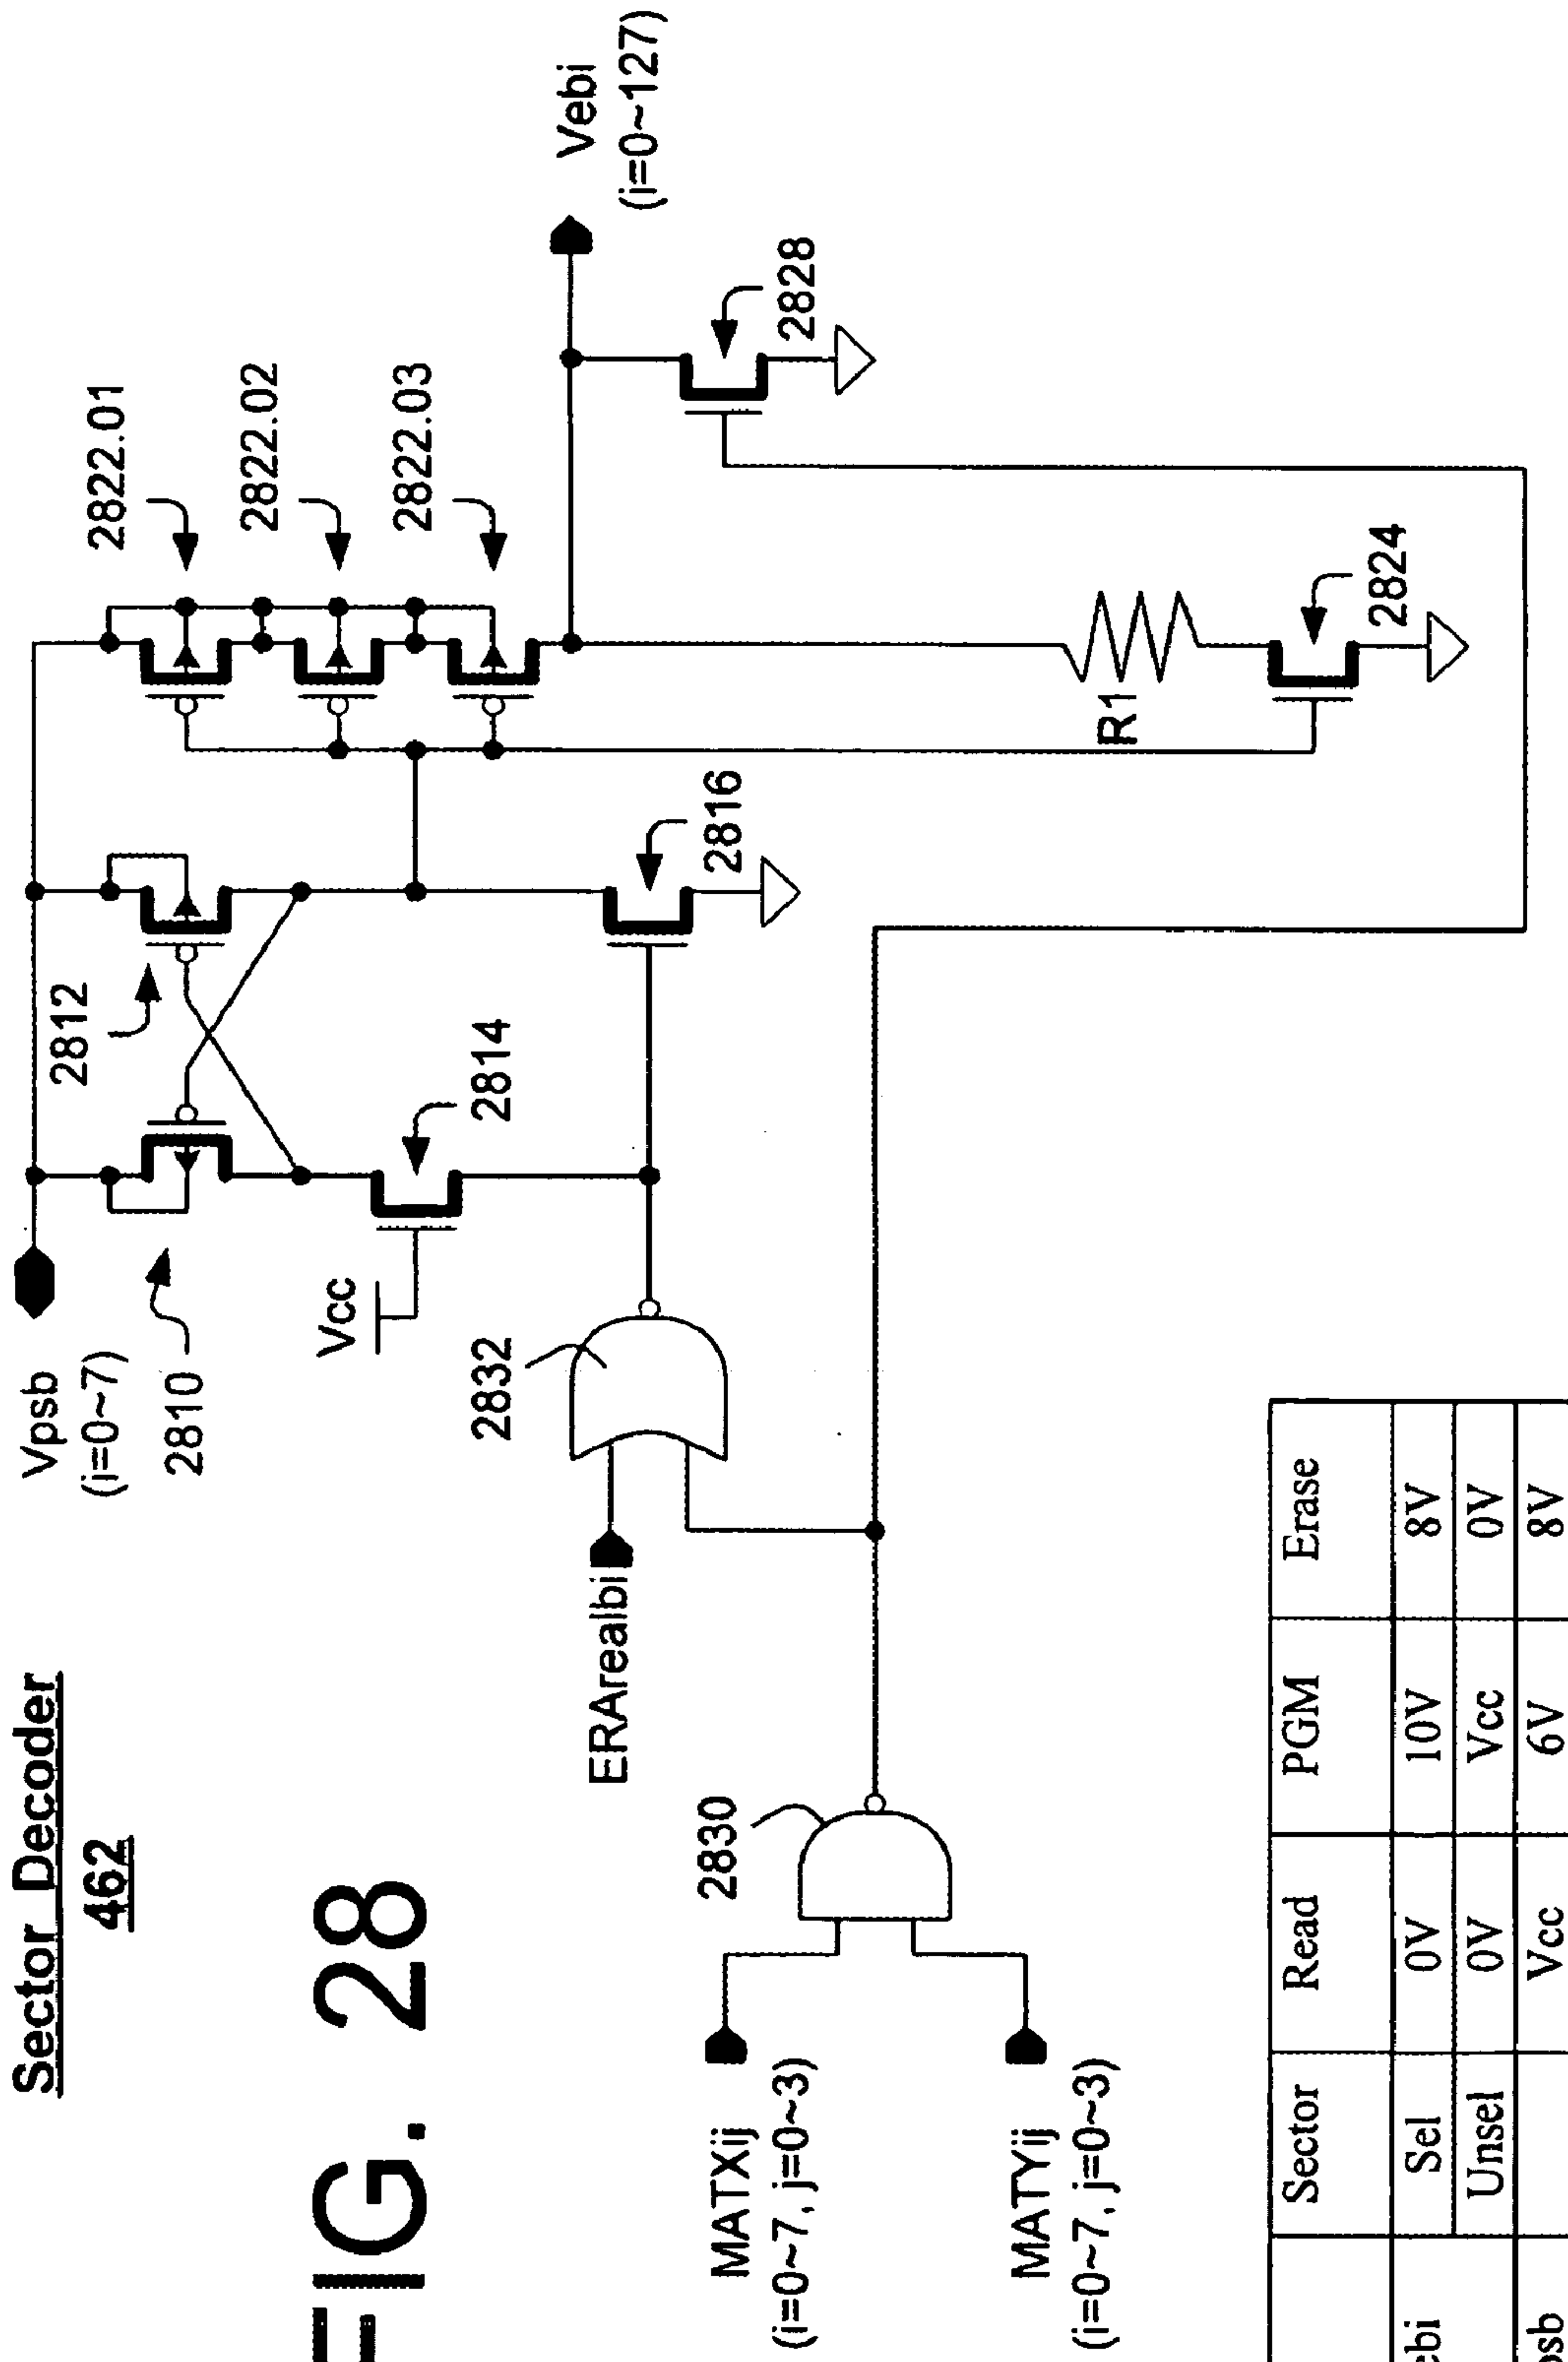 Sector Decoder
462
FIG. 28
Vpsb
(i=0~7)
2810
2812
2822.01
2822.02
2822.03
Vebi
(i=0~127)
Vcc
2814
2816
2828
2832
ERArealbi
R1
2824
2830
MATXij
(i=0~7, j=0~3)
MATYij
(i=0~7, j=0~3)
Sector Read PGM Erase
ebi Sel 0V 10V 8V
Unsel 0V Vcc 0V
psb Vcc 6V 8V